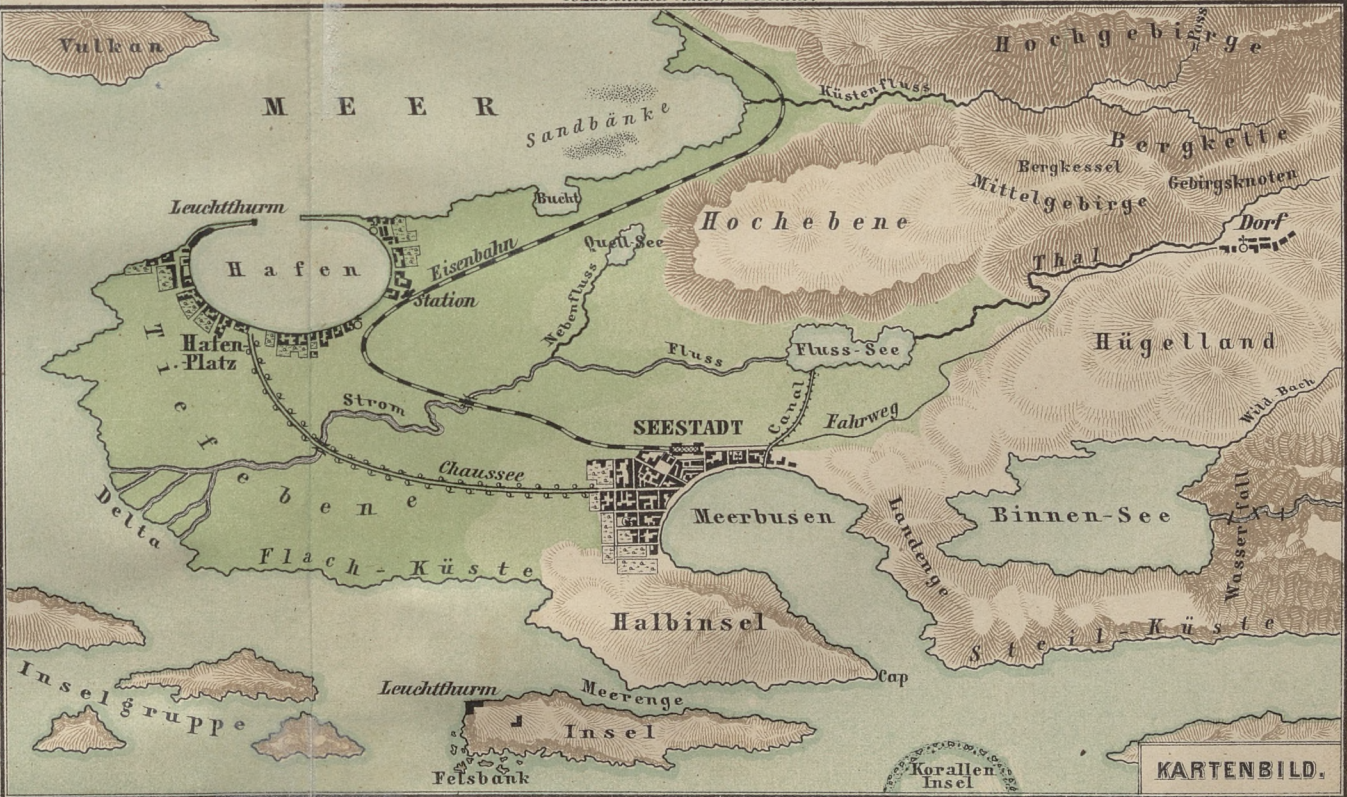 Vulkan
Hochgebirge
Pass
MEER
Küstenfluss
Sandbänke
Bergkette
Bergkessel
Mittelgebirge
Gebirgsknoten
Bucht
Leuchtthurm
Hochebene
Dorf
Quell-See
Eisenbahn
Hafen
Thal
Station
Nebenfluss
Tiefebene
Hafen-
Platz
Fluss
Fluss-See
Hügelland
Strom
Canal
Fahrweg
Wild-Bach
SEESTADT
Chaussee
Delta
Meerbusen
Landenge
Binnen-See
Wasserfall
Flach-Küste
Halbinsel
Steil-Küste
Inselgruppe
Cap
Leuchtthurm
Meerenge
Insel
Felsbank
Korallen
Insel
KARTENBILD.